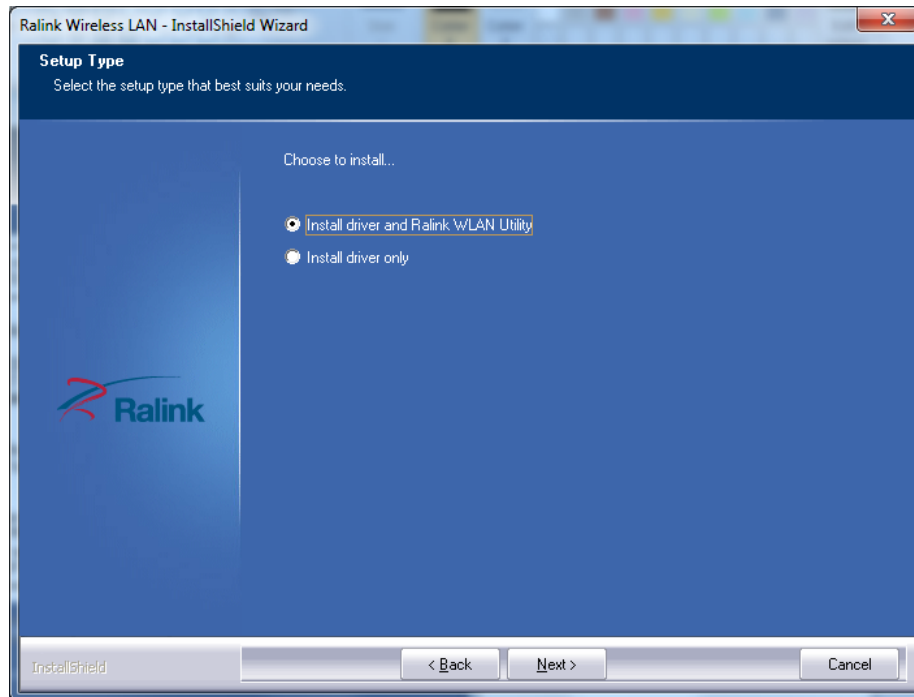 Ralink Wireless LAN - InstallShield Wizard
Setup Type
Select the setup type that best suits your needs.
Choose to install...
Install driver and Ralink WLAN Utility
Install driver only
Ralink
InstallShield
< Back
Next >
Cancel